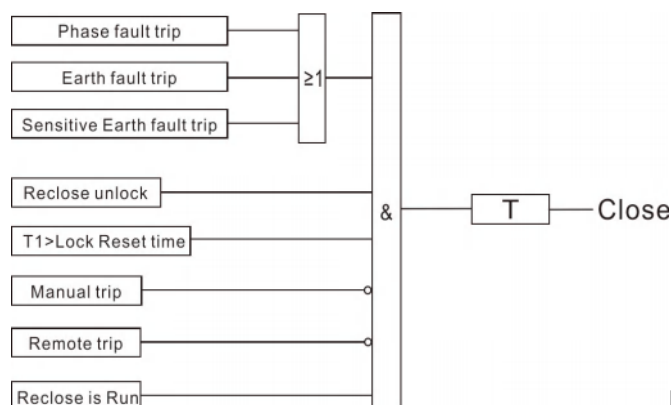 Phase fault trip
Earth fault trip
≥1
Sensitive Earth fault trip
Reclose unlock
&
T
Close
T1>Lock Reset time
Manual trip
Remote trip
Reclose is Run